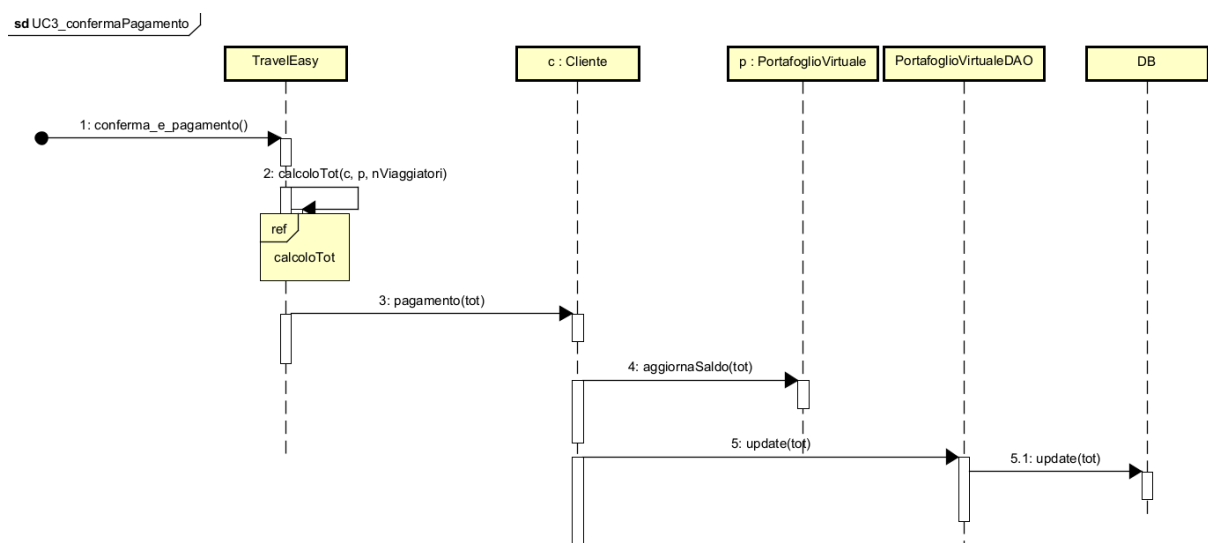 sd UC3_confermaPagamento
TravelEasy
c : Cliente
p : PortafoglioVirtuale
PortafoglioVirtualeDAO
DB
1: conferma_e_pagamento()
2: calcoloTot(c, p, nViaggiatori)
ref
calcoloTot
3: pagamento(tot)
4: aggiornaSaldo(tot)
5: update(tot)
5.1: update(tot)